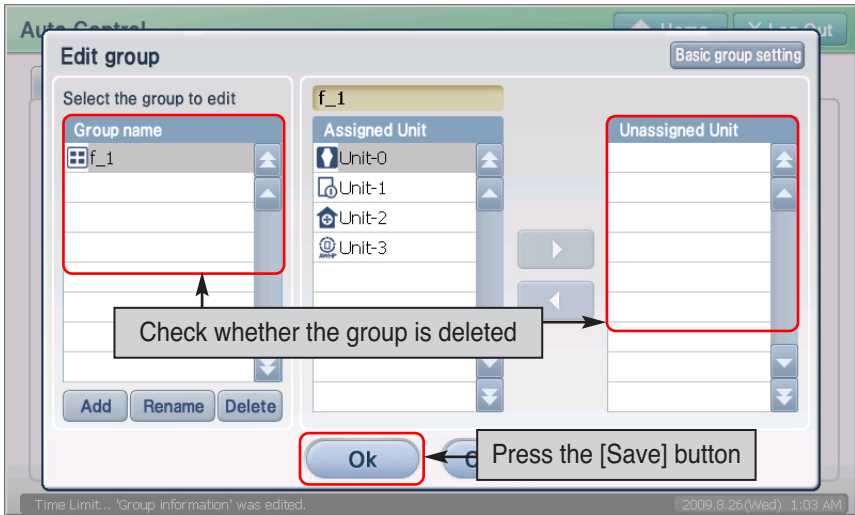 Auto Control
Home
X Log Out
Edit group
Basic group setting
Select the group to edit
f_1
Group name
Assigned Unit
Unassigned Unit
f_1
Unit-0
Unit-1
Unit-2
Unit-3
Check whether the group is deleted
Add
Rename
Delete
Ok
Press the [Save] button
Time Limit... 'Group information' was edited.
2009.8.26(Wed) 1:03 AM